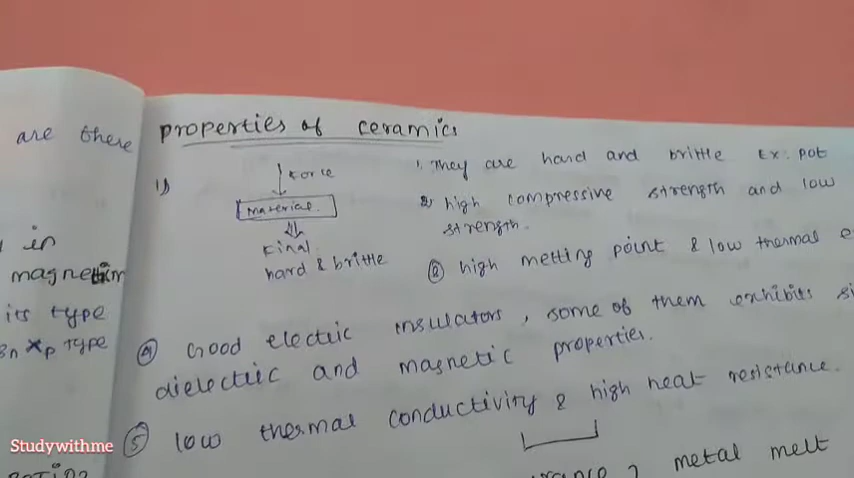 are there
in
magnetim
its type
xp type
Studywithme
properties of ceramics
1)
Force
Material.
Final
hard & brittle
1. They are hard and brittle Ex: pot
2) high compressive strength and low
strength.
③ high metting point & low thermal e
④ Good electric insulators, some of them exhibits si
dielectric and magnetic properties.
⑤ low thermal conductivity & high heat resistance.
metal melt